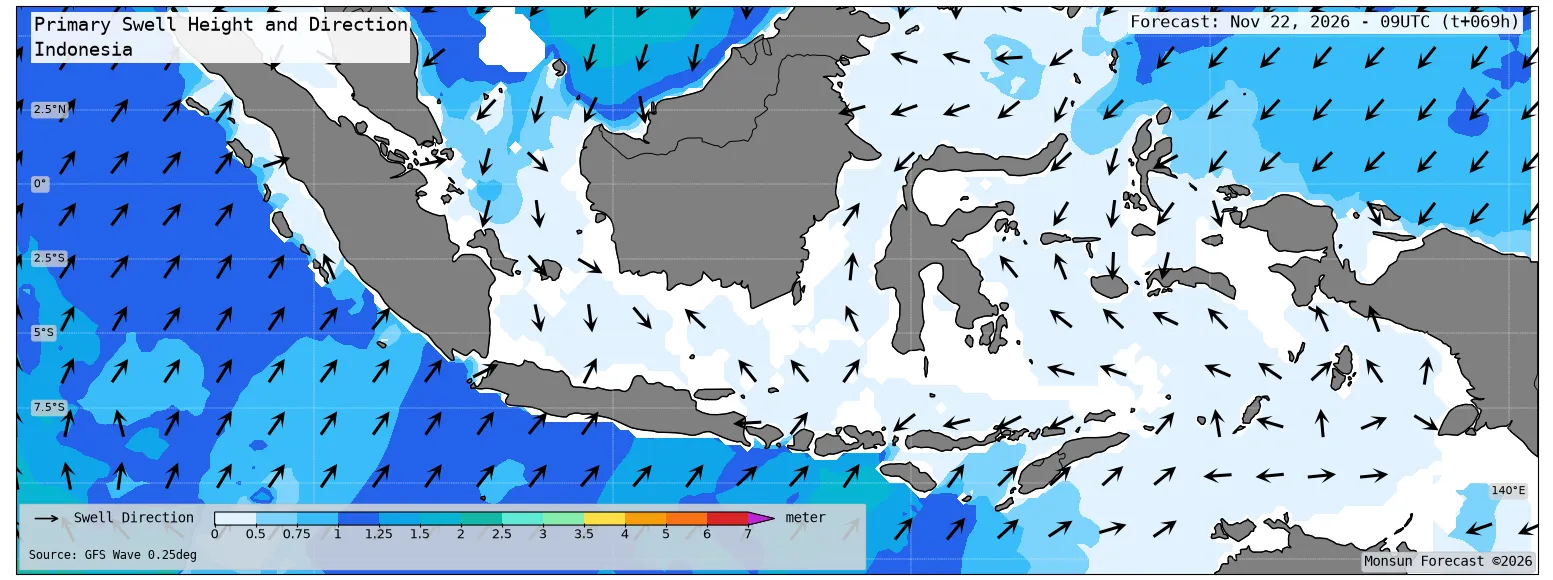 Primary Swell Height and Direction
Indonesia
Forecast: Nov 22, 2026 - 09UTC (t+069h)
2.5°N
0°
2.5°S
5°S
7.5°S
140°E
Swell Direction
meter
0 0.5 0.75 1 1.25 1.5 2 2.5 3 3.5 4 5 6 7
Source: GFS Wave 0.25deg
Monsun Forecast ©2026